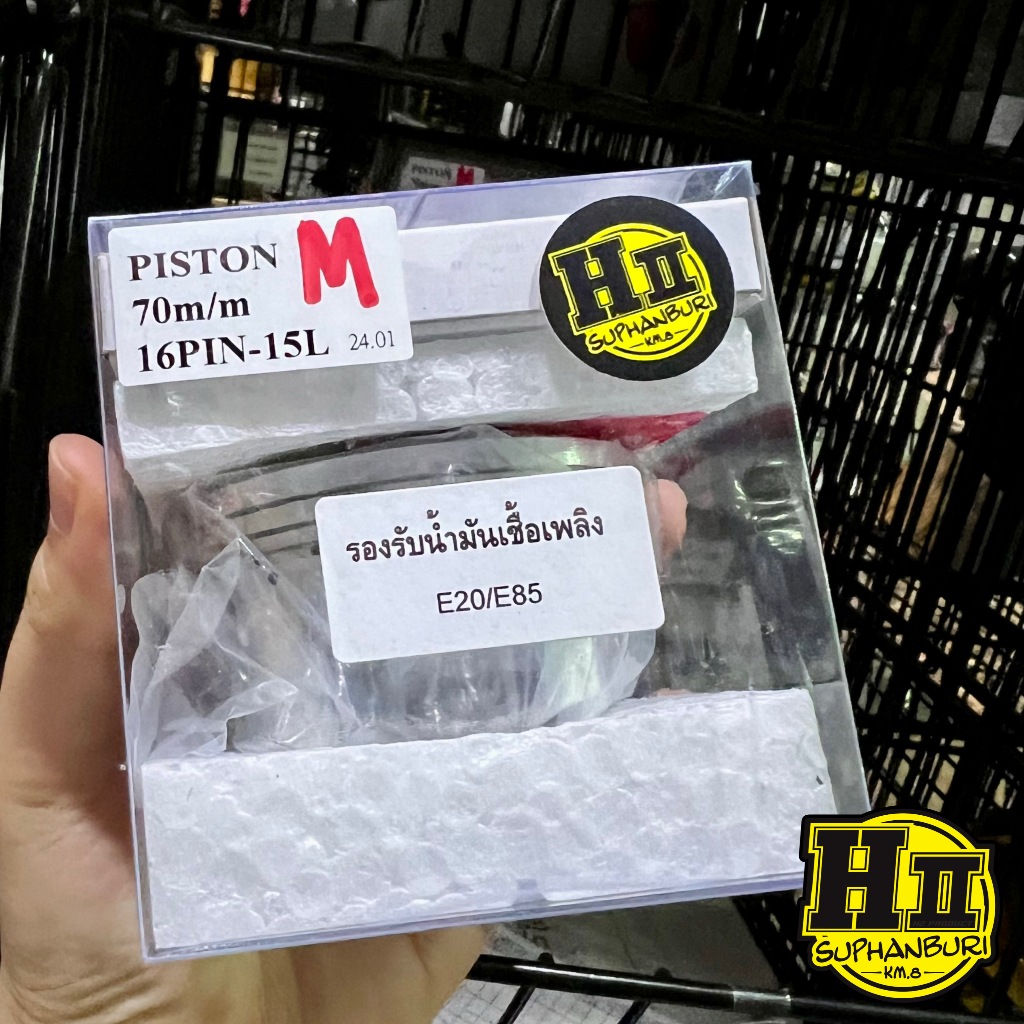 PISTON M
PISTON M
70m/m
16PIN-15L 24.01
HII
SUPHANBURI
KM.8
รองรับน้ำมันเชื้อเพลิง
E20/E85
HII
SUPHANBURI
KM.8